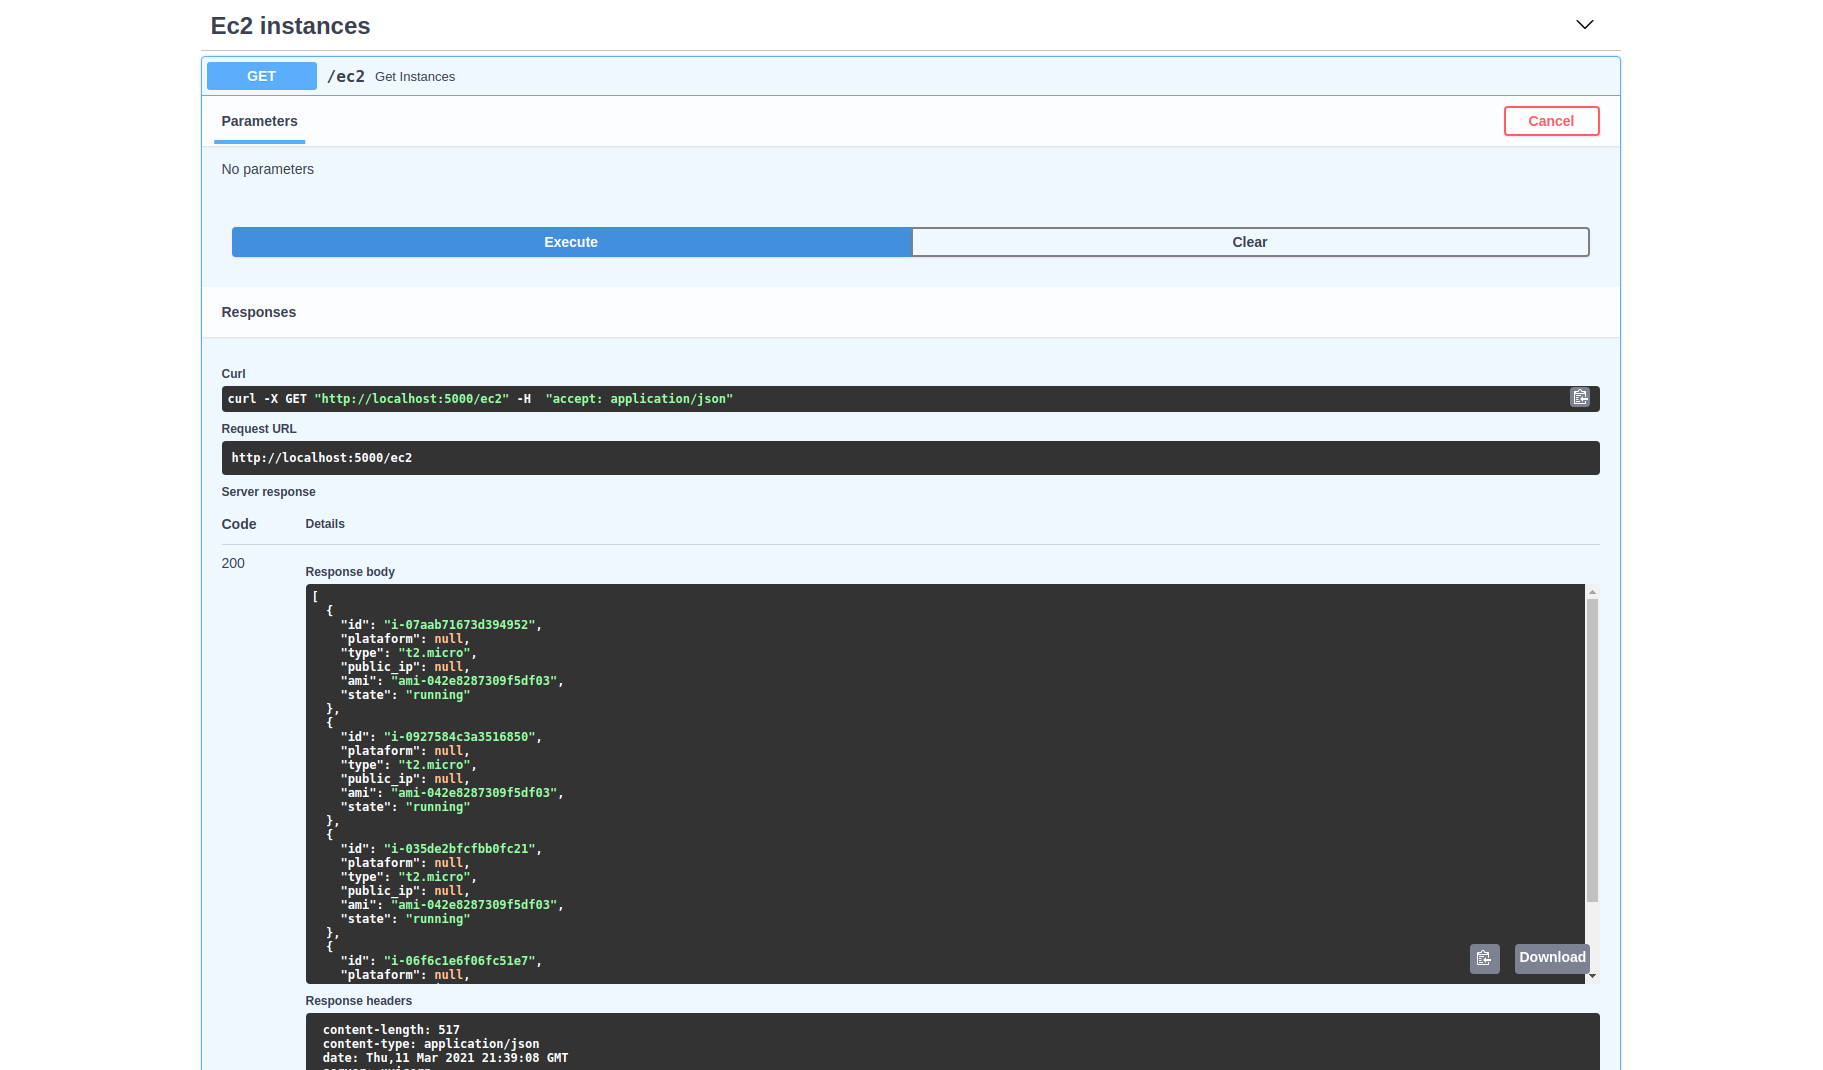 Ec2 instances
GET /ec2 Get Instances
Parameters
Cancel
No parameters
Execute
Clear
Responses
Curl
curl -X GET "http://localhost:5000/ec2" -H  "accept: application/json"
Request URL
http://localhost:5000/ec2
Server response
Code Details
200
Response body
[
  {
    "id": "i-07aab71673d394952",
    "plataform": null,
    "type": "t2.micro",
    "public_ip": null,
    "ami": "ami-042e8287309f5df03",
    "state": "running"
  },
  {
    "id": "i-0927584c3a3516850",
    "plataform": null,
    "type": "t2.micro",
    "public_ip": null,
    "ami": "ami-042e8287309f5df03",
    "state": "running"
  },
  {
    "id": "i-035de2bfcfbb0fc21",
    "plataform": null,
    "type": "t2.micro",
    "public_ip": null,
    "ami": "ami-042e8287309f5df03",
    "state": "running"
  },
  {
    "id": "i-06f6c1e6f06fc51e7",
    "plataform": null,
Download
Response headers
content-length: 517
content-type: application/json
date: Thu,11 Mar 2021 21:39:08 GMT